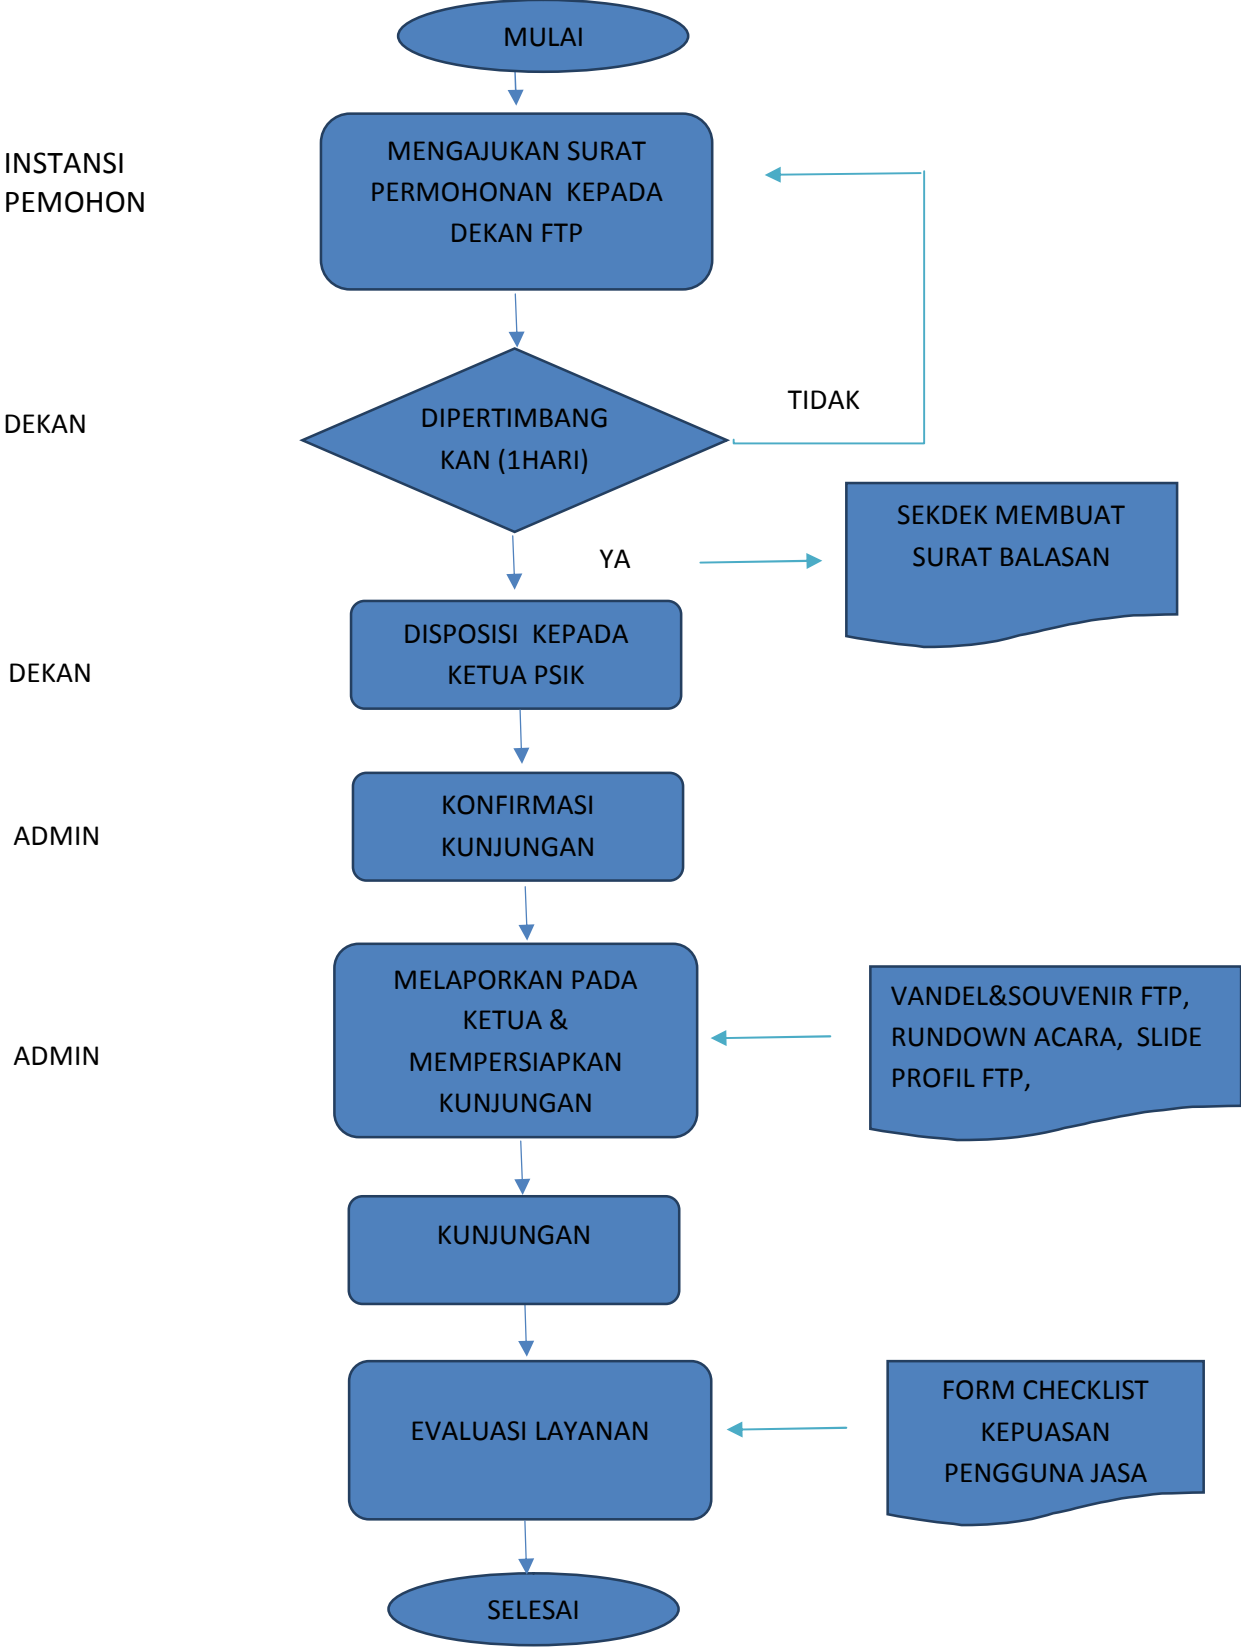 MULAI
INSTANSI
PEMOHON
MENGAJUKAN SURAT
PERMOHONAN KEPADA
DEKAN FTP
DEKAN
DIPERTIMBANG
KAN (1HARI)
TIDAK
YA
SEKDEK MEMBUAT
SURAT BALASAN
DEKAN
DISPOSISI KEPADA
KETUA PSIK
ADMIN
KONFIRMASI
KUNJUNGAN
ADMIN
MELAPORKAN PADA
KETUA &
MEMPERSIAPKAN
KUNJUNGAN
VANDEL&SOUVENIR FTP,
RUNDOWN ACARA, SLIDE
PROFIL FTP,
KUNJUNGAN
EVALUASI LAYANAN
FORM CHECKLIST
KEPUASAN
PENGGUNA JASA
SELESAI